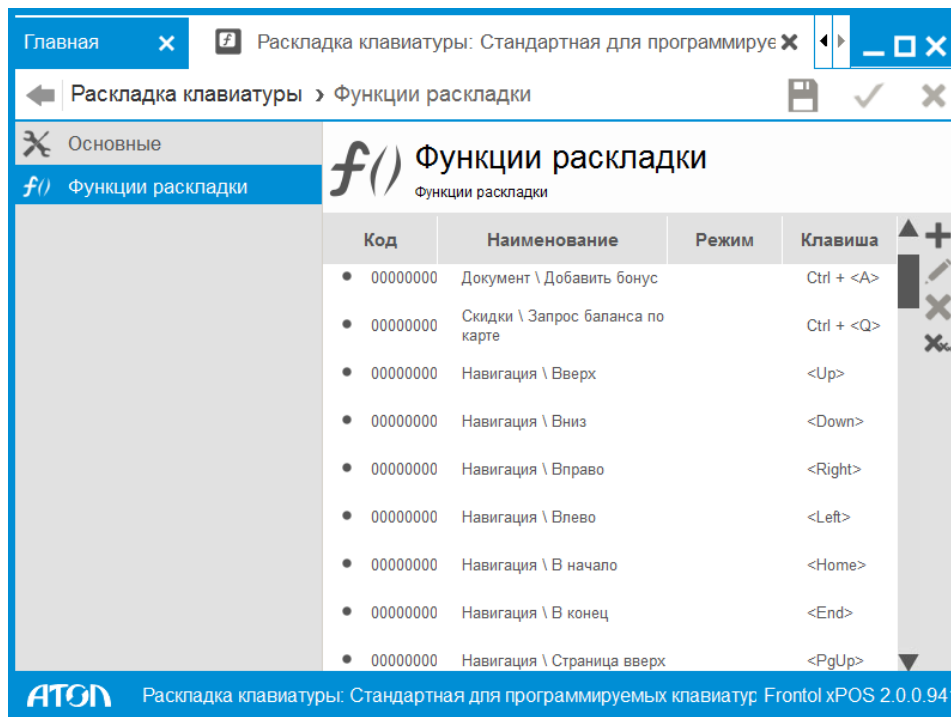 Главная
Раскладка клавиатуры: Стандартная для программируе
Раскладка клавиатуры › Функции раскладки
Основные
f() Функции раскладки
f() Функции раскладки
Функции раскладки
Код Наименование Режим Клавиша
00000000 Документ \ Добавить бонус Ctrl + <A>
00000000 Скидки \ Запрос баланса по Ctrl + <Q>
карте
00000000 Навигация \ Вверх <Up>
00000000 Навигация \ Вниз <Down>
00000000 Навигация \ Вправо <Right>
00000000 Навигация \ Влево <Left>
00000000 Навигация \ В начало <Home>
00000000 Навигация \ В конец <End>
00000000 Навигация \ Страница вверх <PgUp>
АТОЛ Раскладка клавиатуры: Стандартная для программируемых клавиатур Frontol xPOS 2.0.0.94